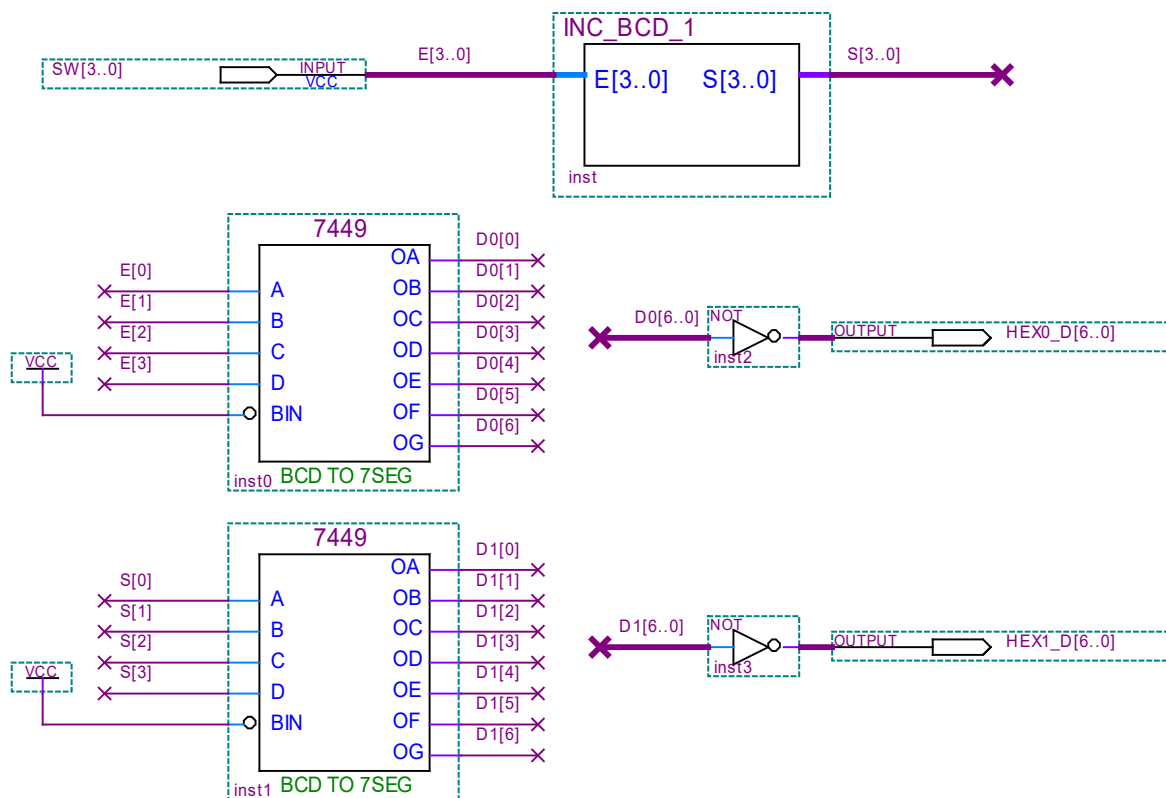 INC_BCD_1
SW[3..0] INPUT VCC E[3..0] S[3..0]
E[3..0] S[3..0]
inst
7449
E[0] A OA D0[0]
E[1] B OB D0[1]
E[2] C OC D0[2]
E[3] D OD D0[3]
VCC BIN OE D0[4]
OF D0[5]
OG D0[6]
inst0 BCD TO 7SEG
D0[6..0] NOT inst2 OUTPUT HEX0_D[6..0]
7449
S[0] A OA D1[0]
S[1] B OB D1[1]
S[2] C OC D1[2]
S[3] D OD D1[3]
VCC BIN OE D1[4]
OF D1[5]
OG D1[6]
inst1 BCD TO 7SEG
D1[6..0] NOT inst3 OUTPUT HEX1_D[6..0]